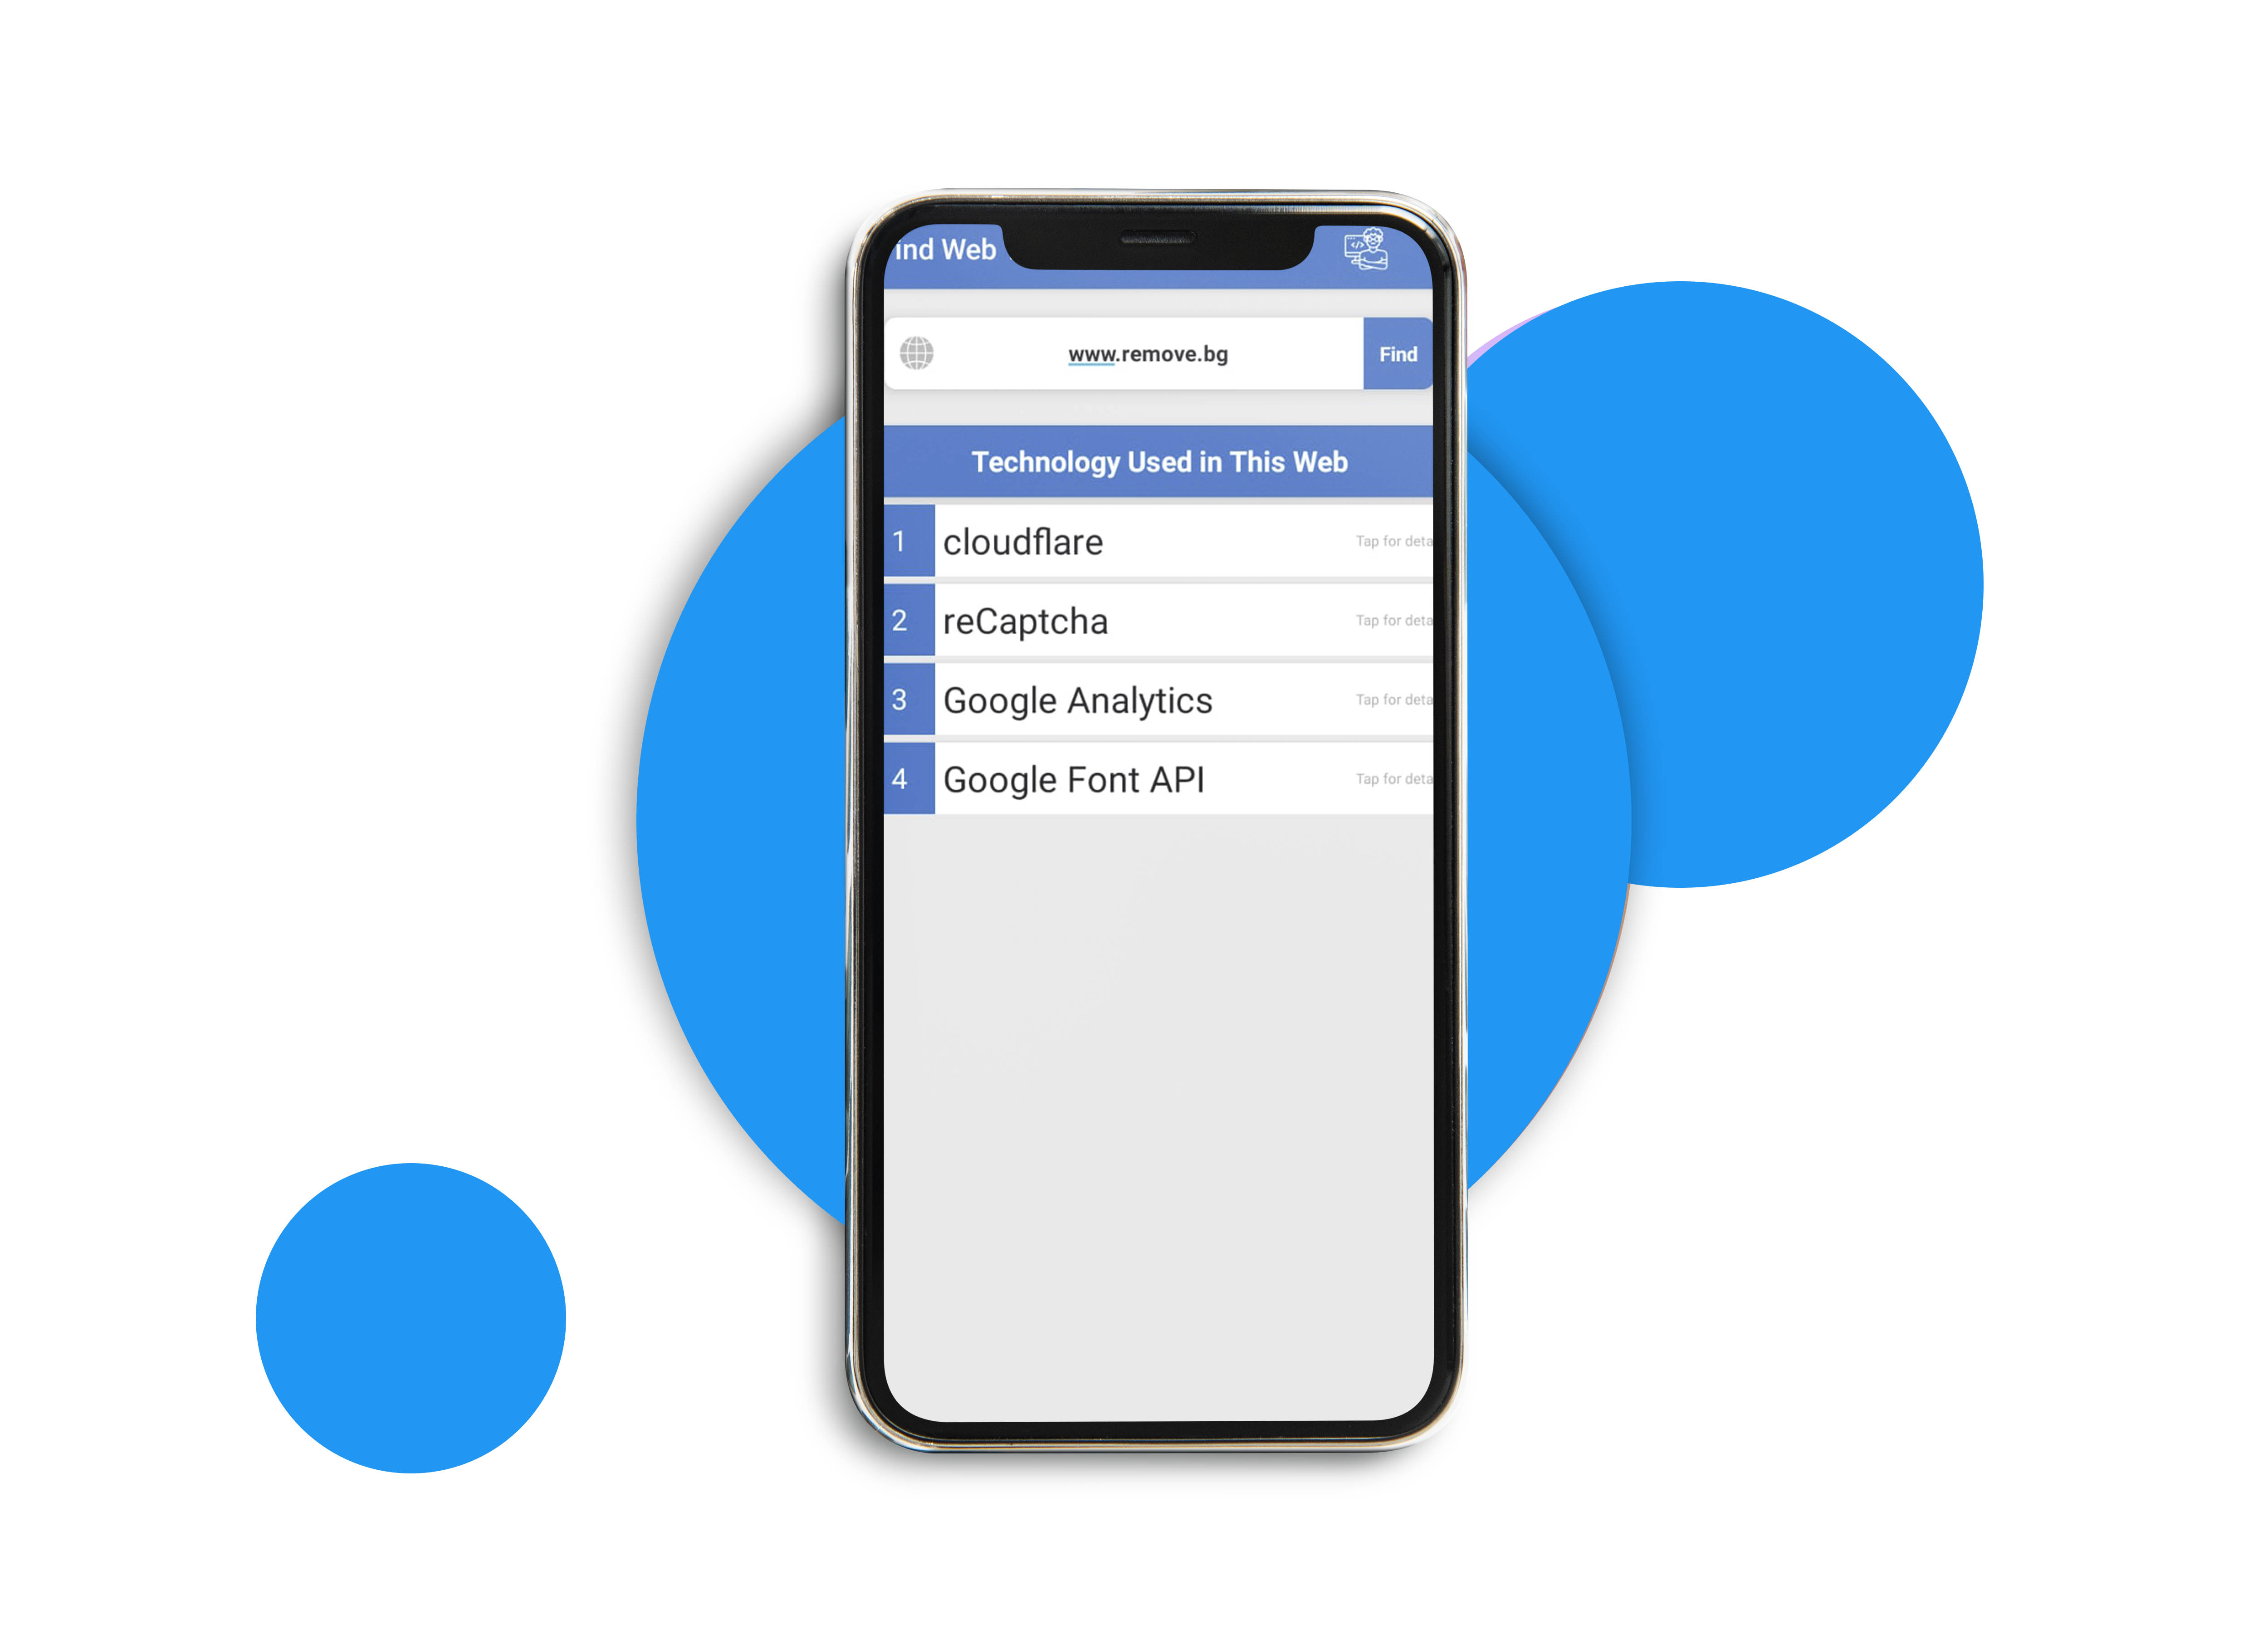 ind Web
www.remove.bg
Find
Technology Used in This Web
1 cloudflare Tap for deta
2 reCaptcha Tap for deta
3 Google Analytics Tap for deta
4 Google Font API Tap for deta